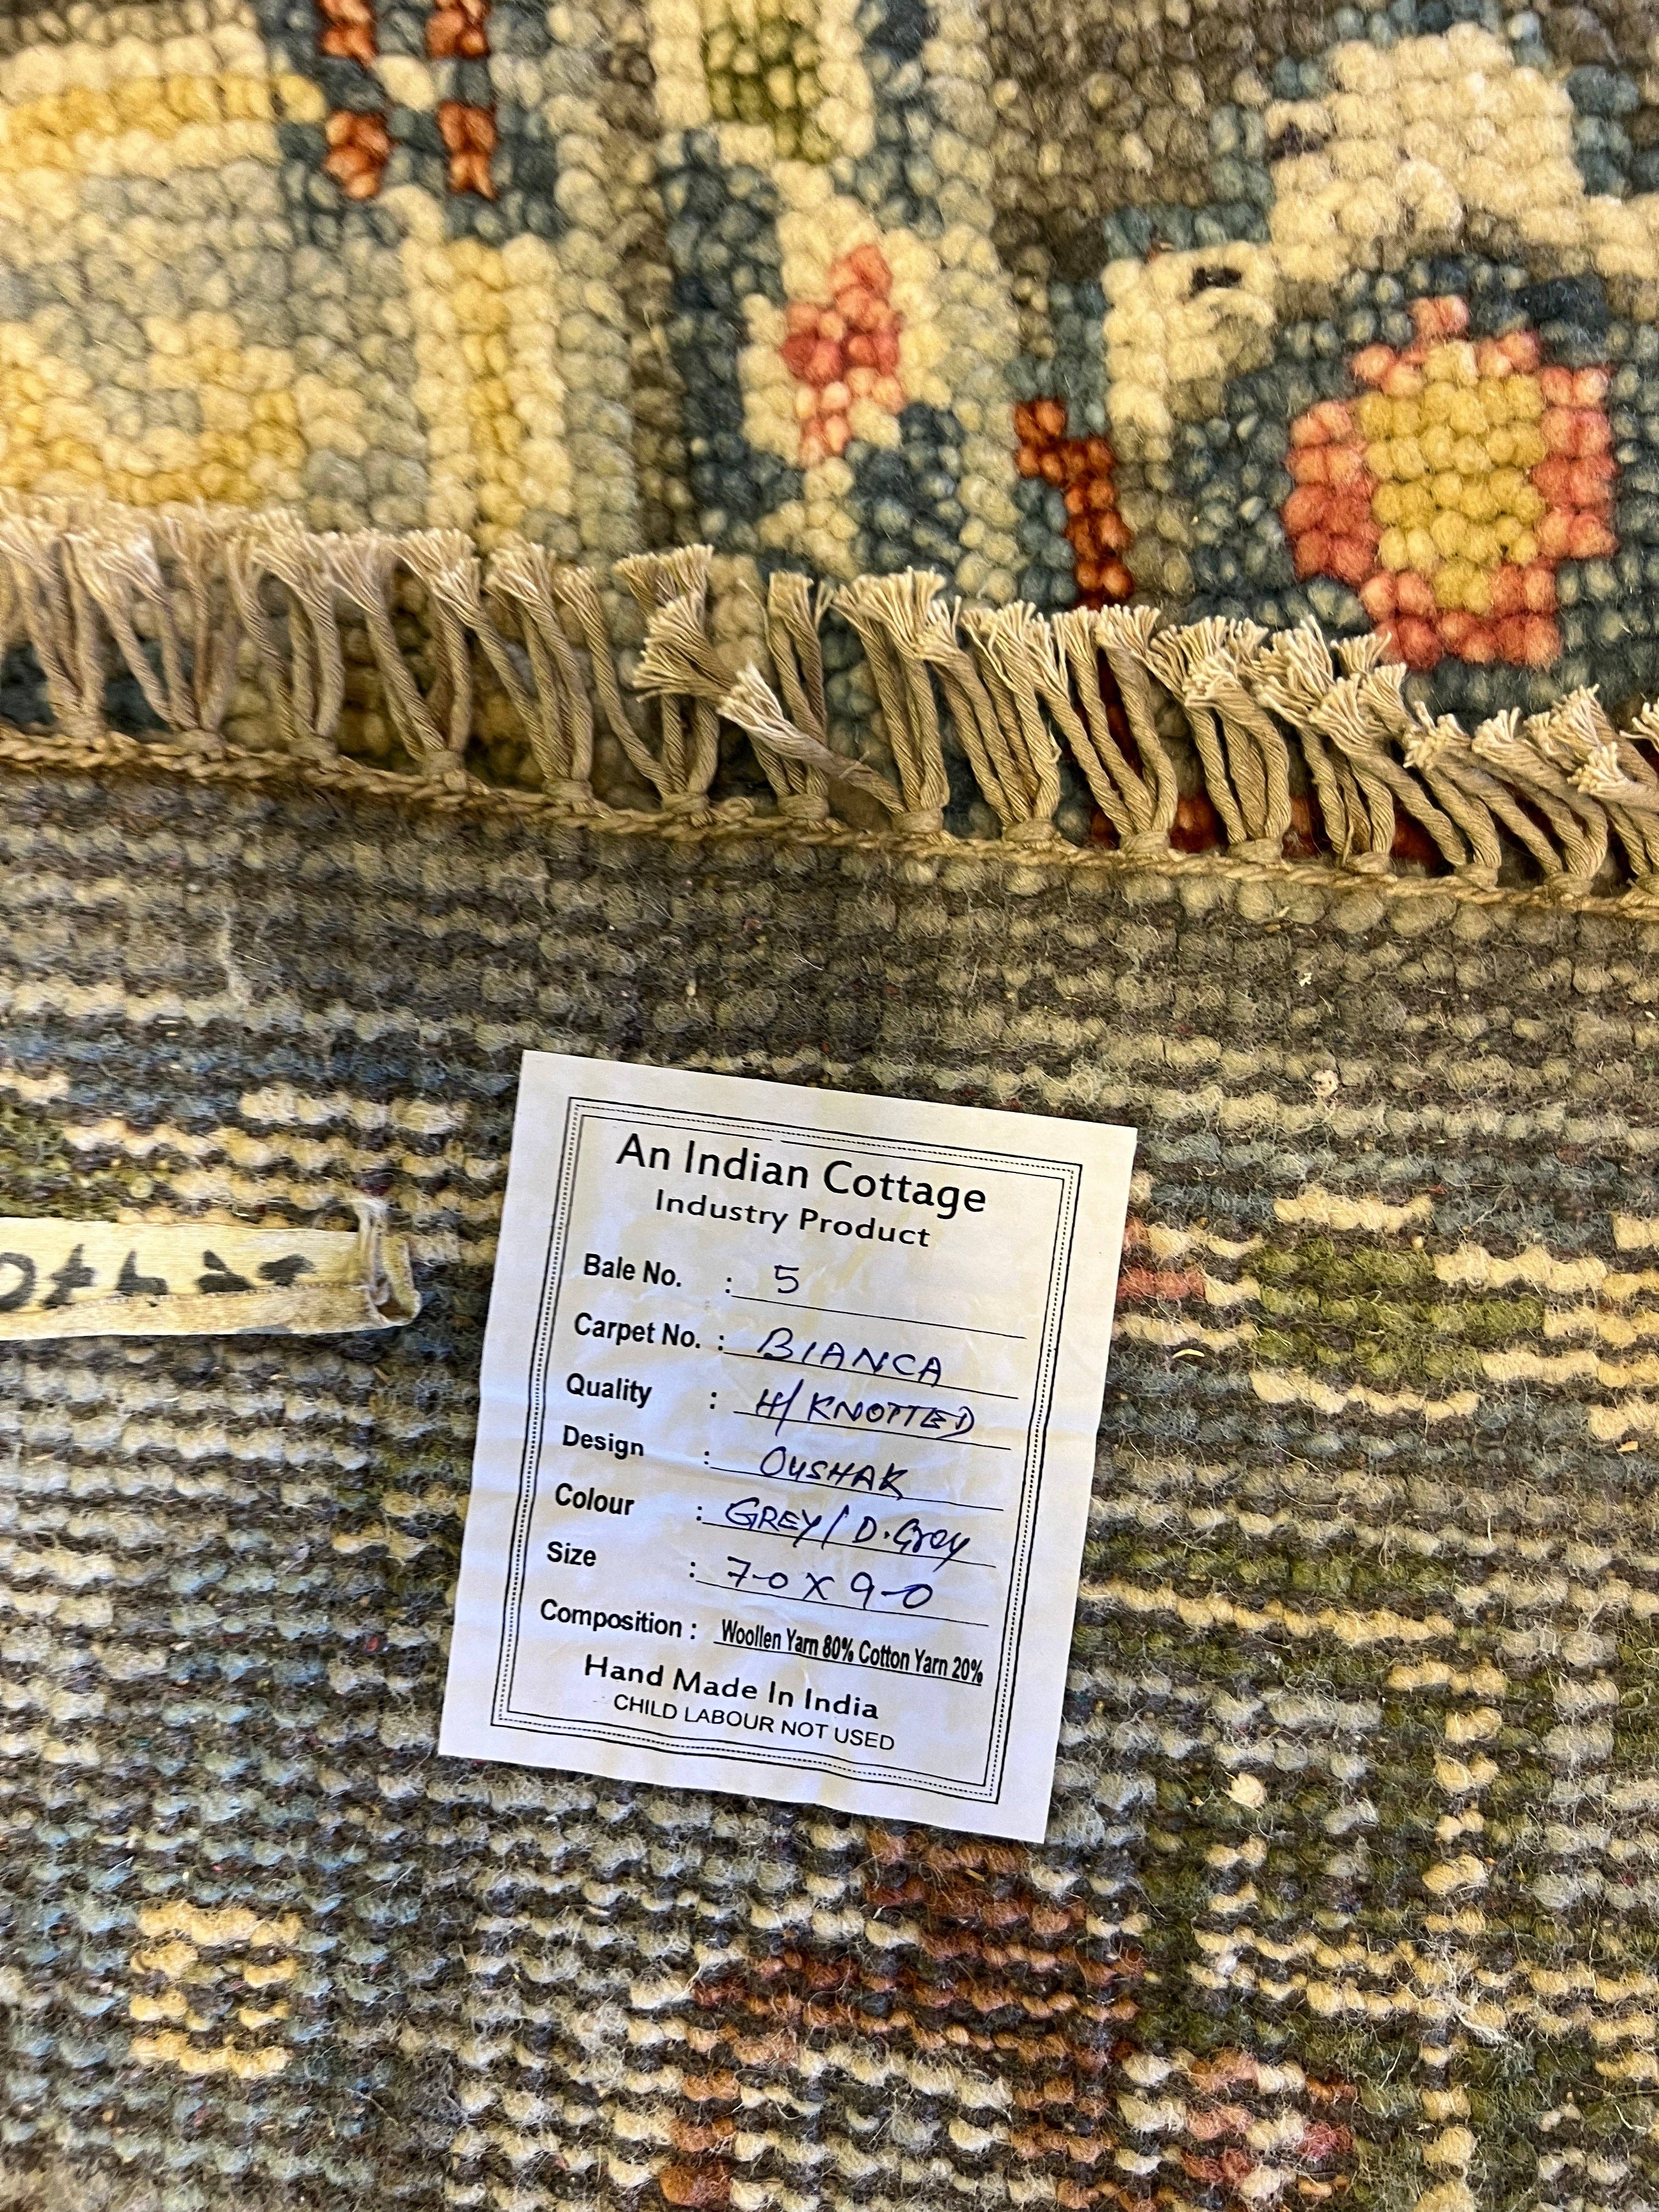 An Indian Cottage
Industry Product
Bale No. : 5
Carpet No. : BIANCA
Quality : H/KNOTTED
Design : OUSHAK
Colour : GREY/D.Grey
Size : 7-0 X 9-0
Composition : Woollen Yarn 80% Cotton Yarn 20%
Hand Made In India
CHILD LABOUR NOT USED